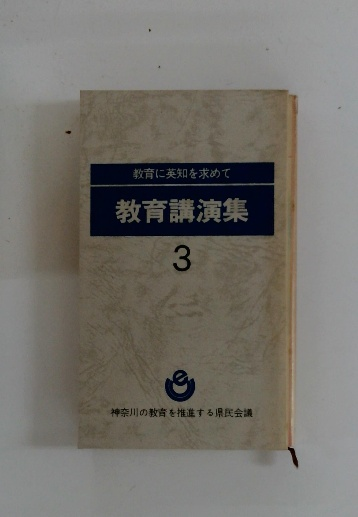 教育に英知を求めて
教育講演集
3
神奈川の教育を推進する県民会議